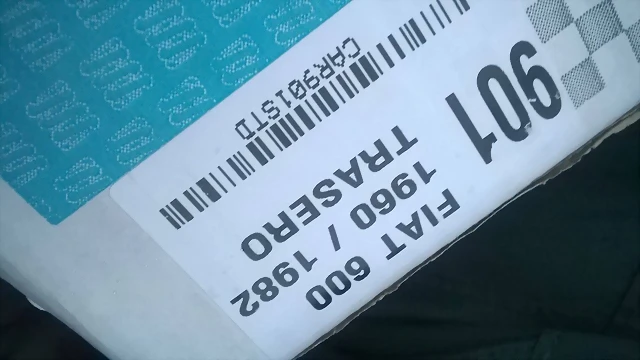 901
FIAT 600
1960 / 1982
TRASERO
CAR901STD